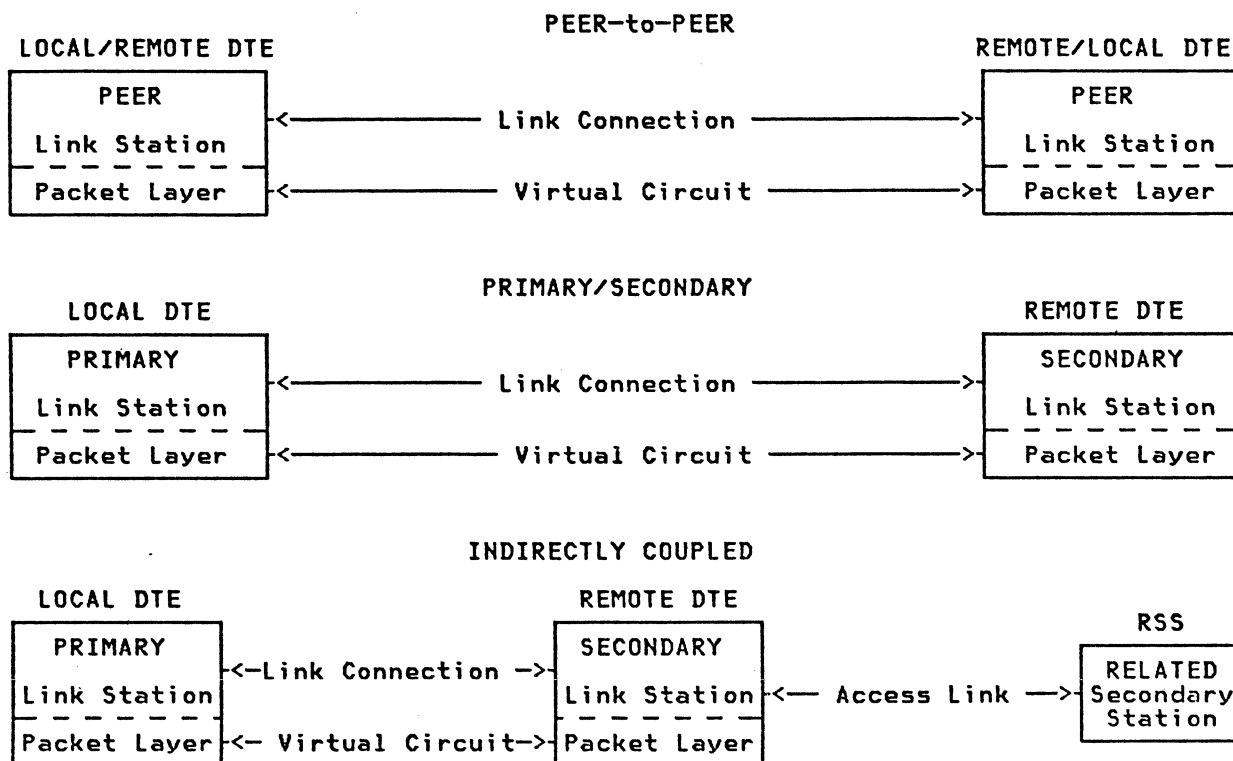 PEER-to-PEER
LOCAL/REMOTE DTE REMOTE/LOCAL DTE
PEER PEER
Link Connection
Link Station Link Station
Packet Layer Virtual Circuit Packet Layer
PRIMARY/SECONDARY
LOCAL DTE REMOTE DTE
PRIMARY SECONDARY
Link Connection
Link Station Link Station
Packet Layer Virtual Circuit Packet Layer
INDIRECTLY COUPLED
LOCAL DTE REMOTE DTE
RSS
PRIMARY SECONDARY
Link Connection RELATED
Link Station Link Station Access Link Secondary
Station
Packet Layer Virtual Circuit Packet Layer